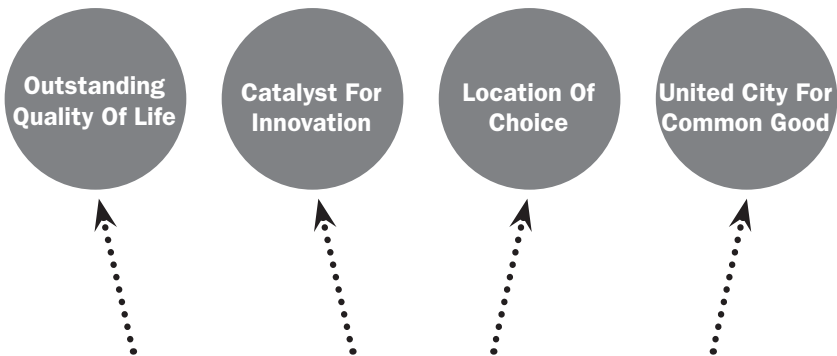 Outstanding
Quality Of Life
Catalyst For
Innovation
Location Of
Choice
United City For
Common Good